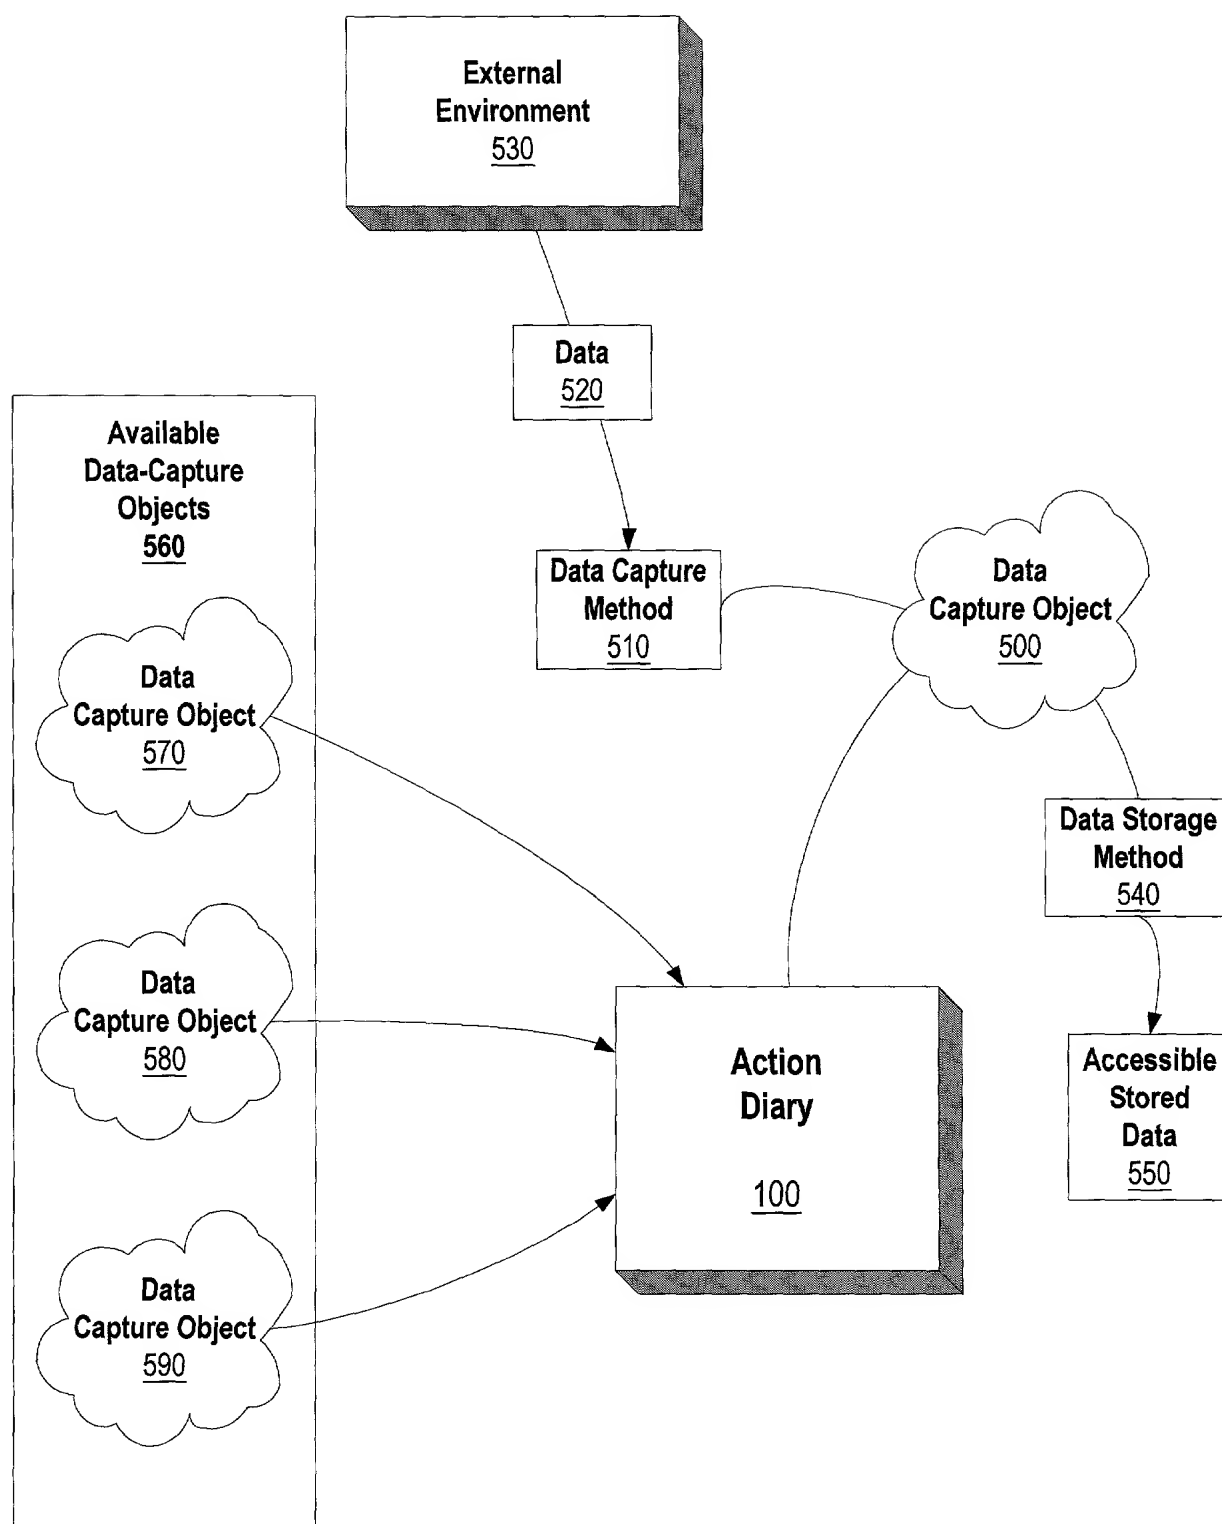 External
Environment
530
Data
520
Available
Data-Capture
Objects
560
Data Capture
Method
510
Data
Capture Object
500
Data
Capture Object
570
Data Storage
Method
540
Data
Capture Object
580
Action
Diary
100
Accessible
Stored
Data
550
Data
Capture Object
590